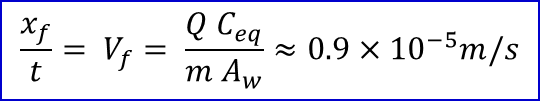 x_f / t = V_f = Q C_eq / m A_w ≈ 0.9 × 10^−5 m/s